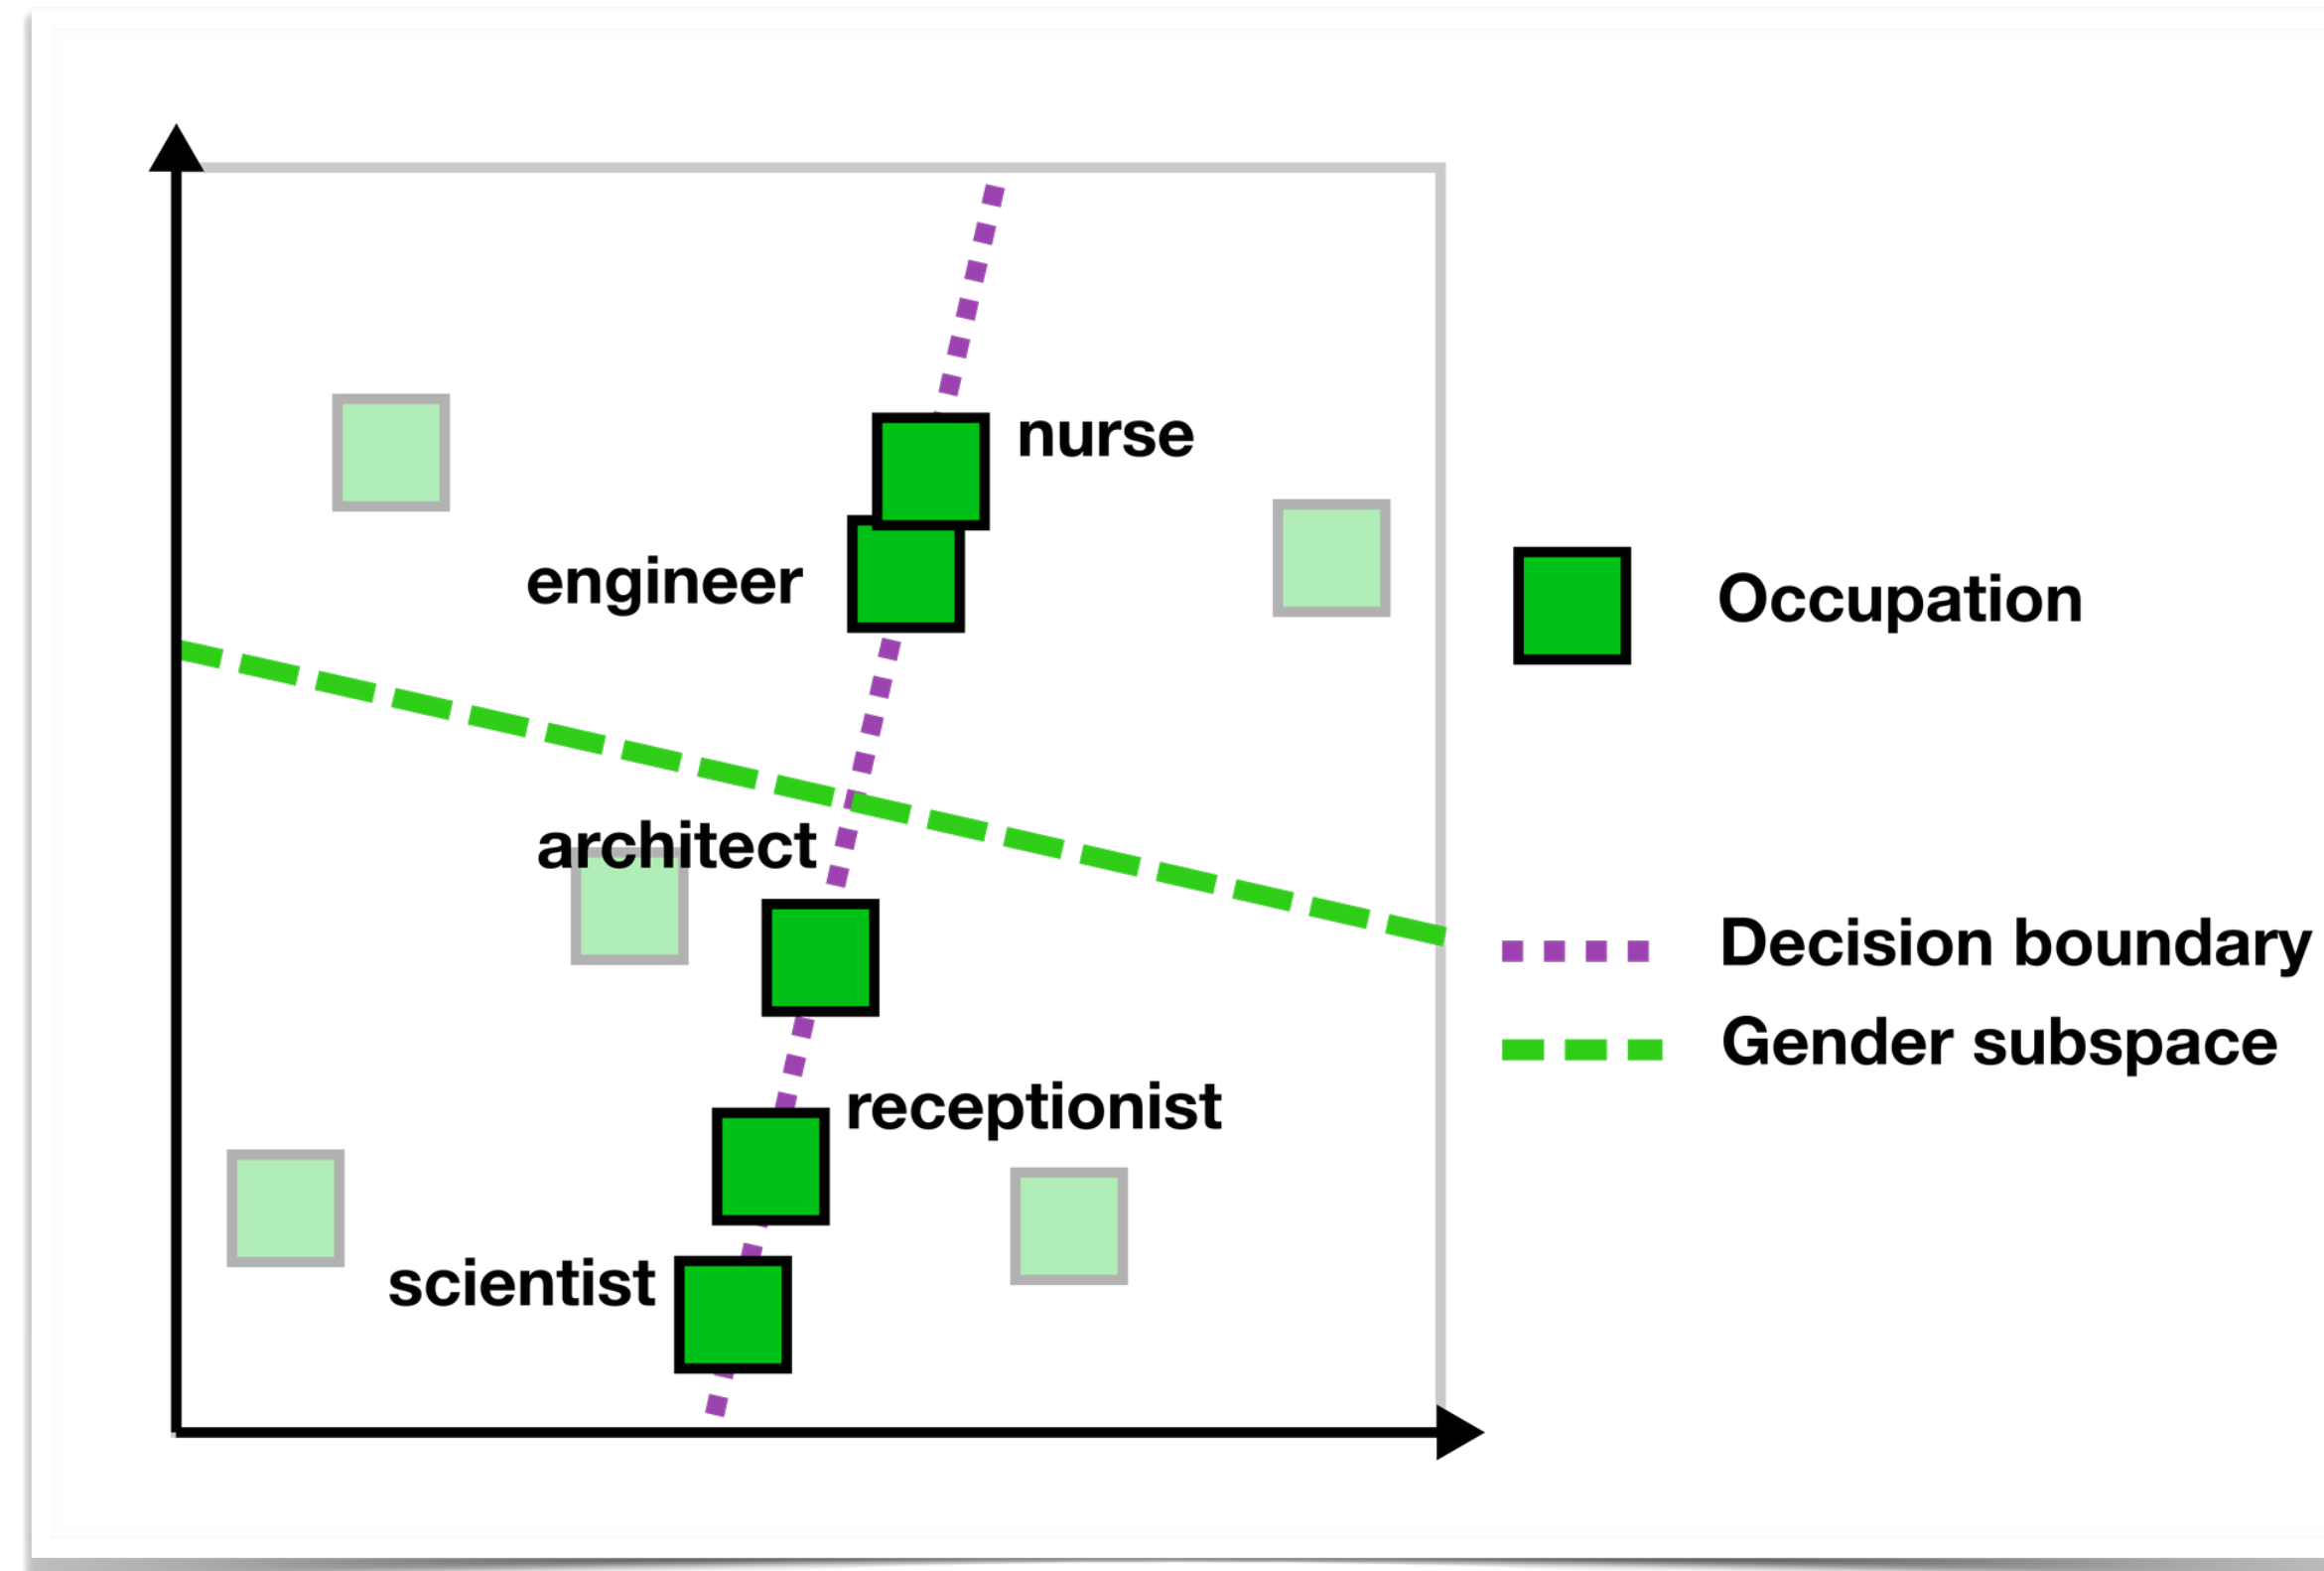 nurse
engineer
Occupation
architect
Decision boundary
Gender subspace
receptionist
scientist